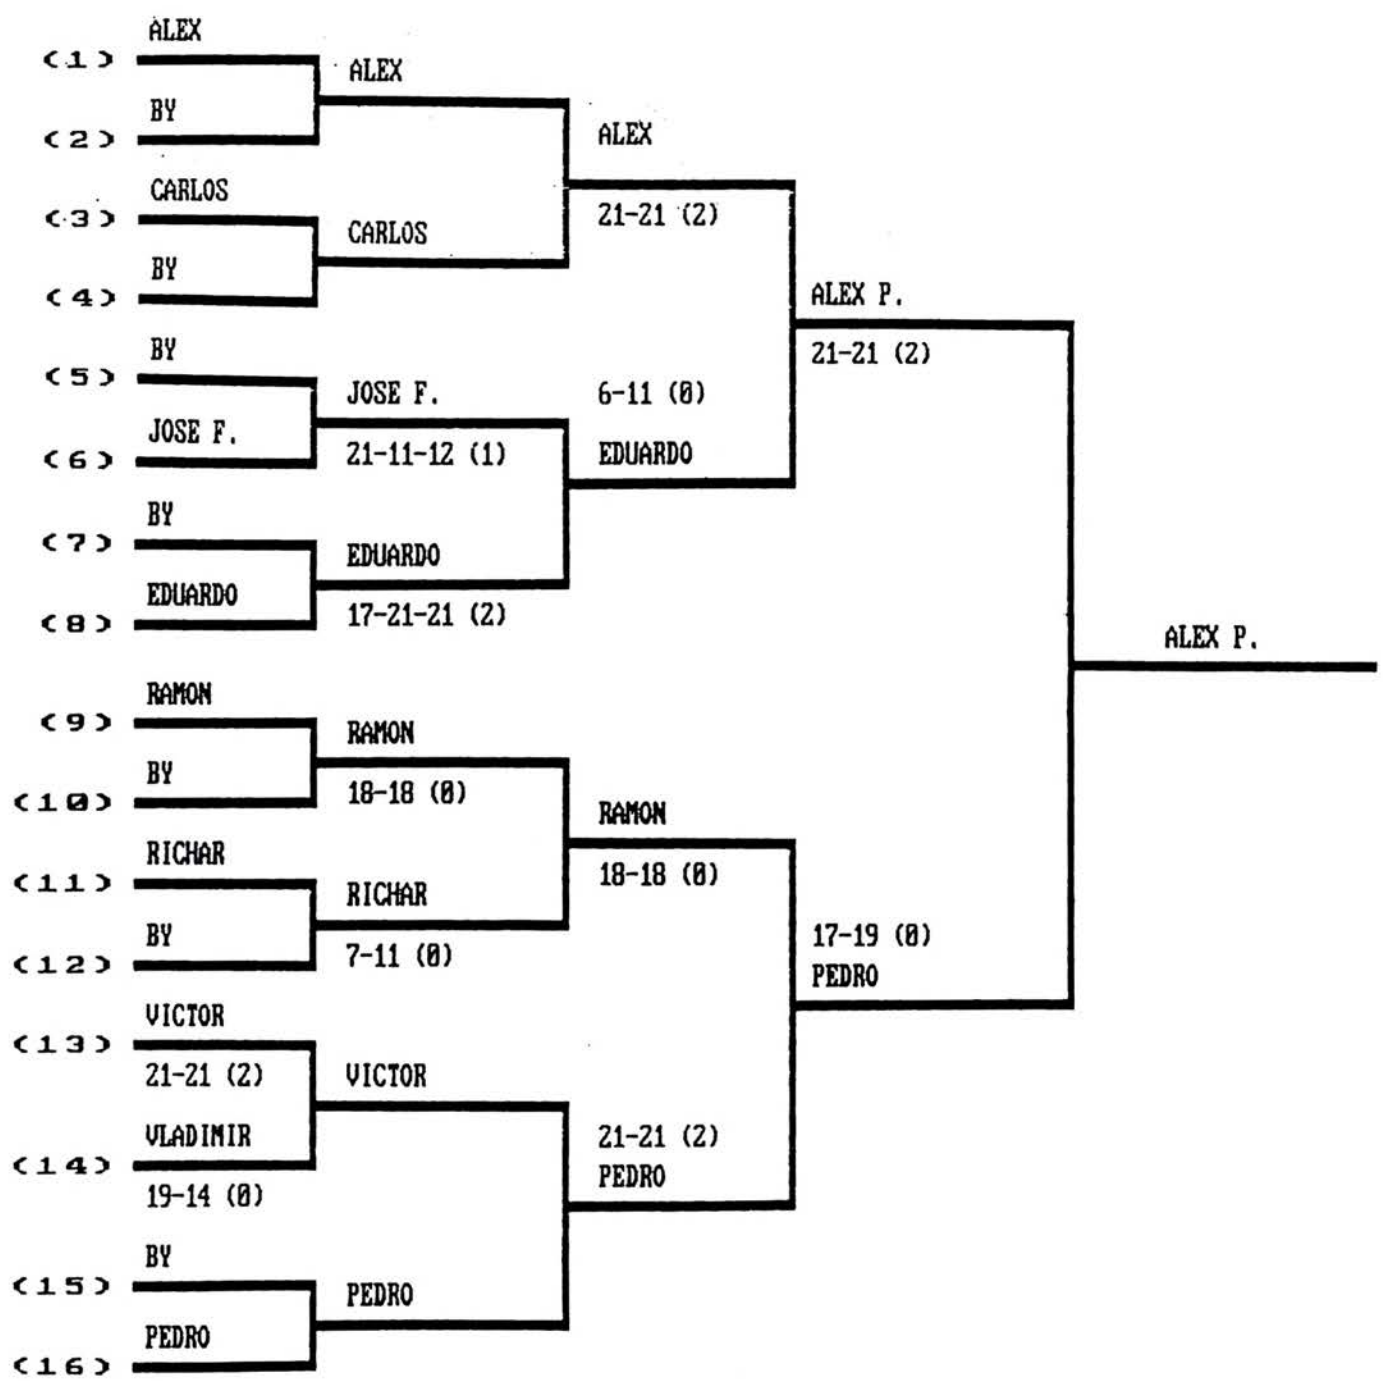 ALEX
(1)
ALEX
BY
(2)
ALEX
CARLOS
(3)
21-21 (2)
CARLOS
BY
(4)
ALEX P.
BY
21-21 (2)
(5)
JOSE F.
6-11 (0)
JOSE F.
(6)
21-11-12 (1)
EDUARDO
BY
(7)
EDUARDO
EDUARDO
(8)
17-21-21 (2)
ALEX P.
RAMON
(9)
RAMON
BY
(10)
18-18 (0)
RAMON
RICHAR
18-18 (0)
(11)
RICHAR
BY
17-19 (0)
(12)
7-11 (0)
PEDRO
VICTOR
(13)
21-21 (2)
VICTOR
VLADIMIR
21-21 (2)
(14)
PEDRO
19-14 (0)
BY
(15)
PEDRO
PEDRO
(16)